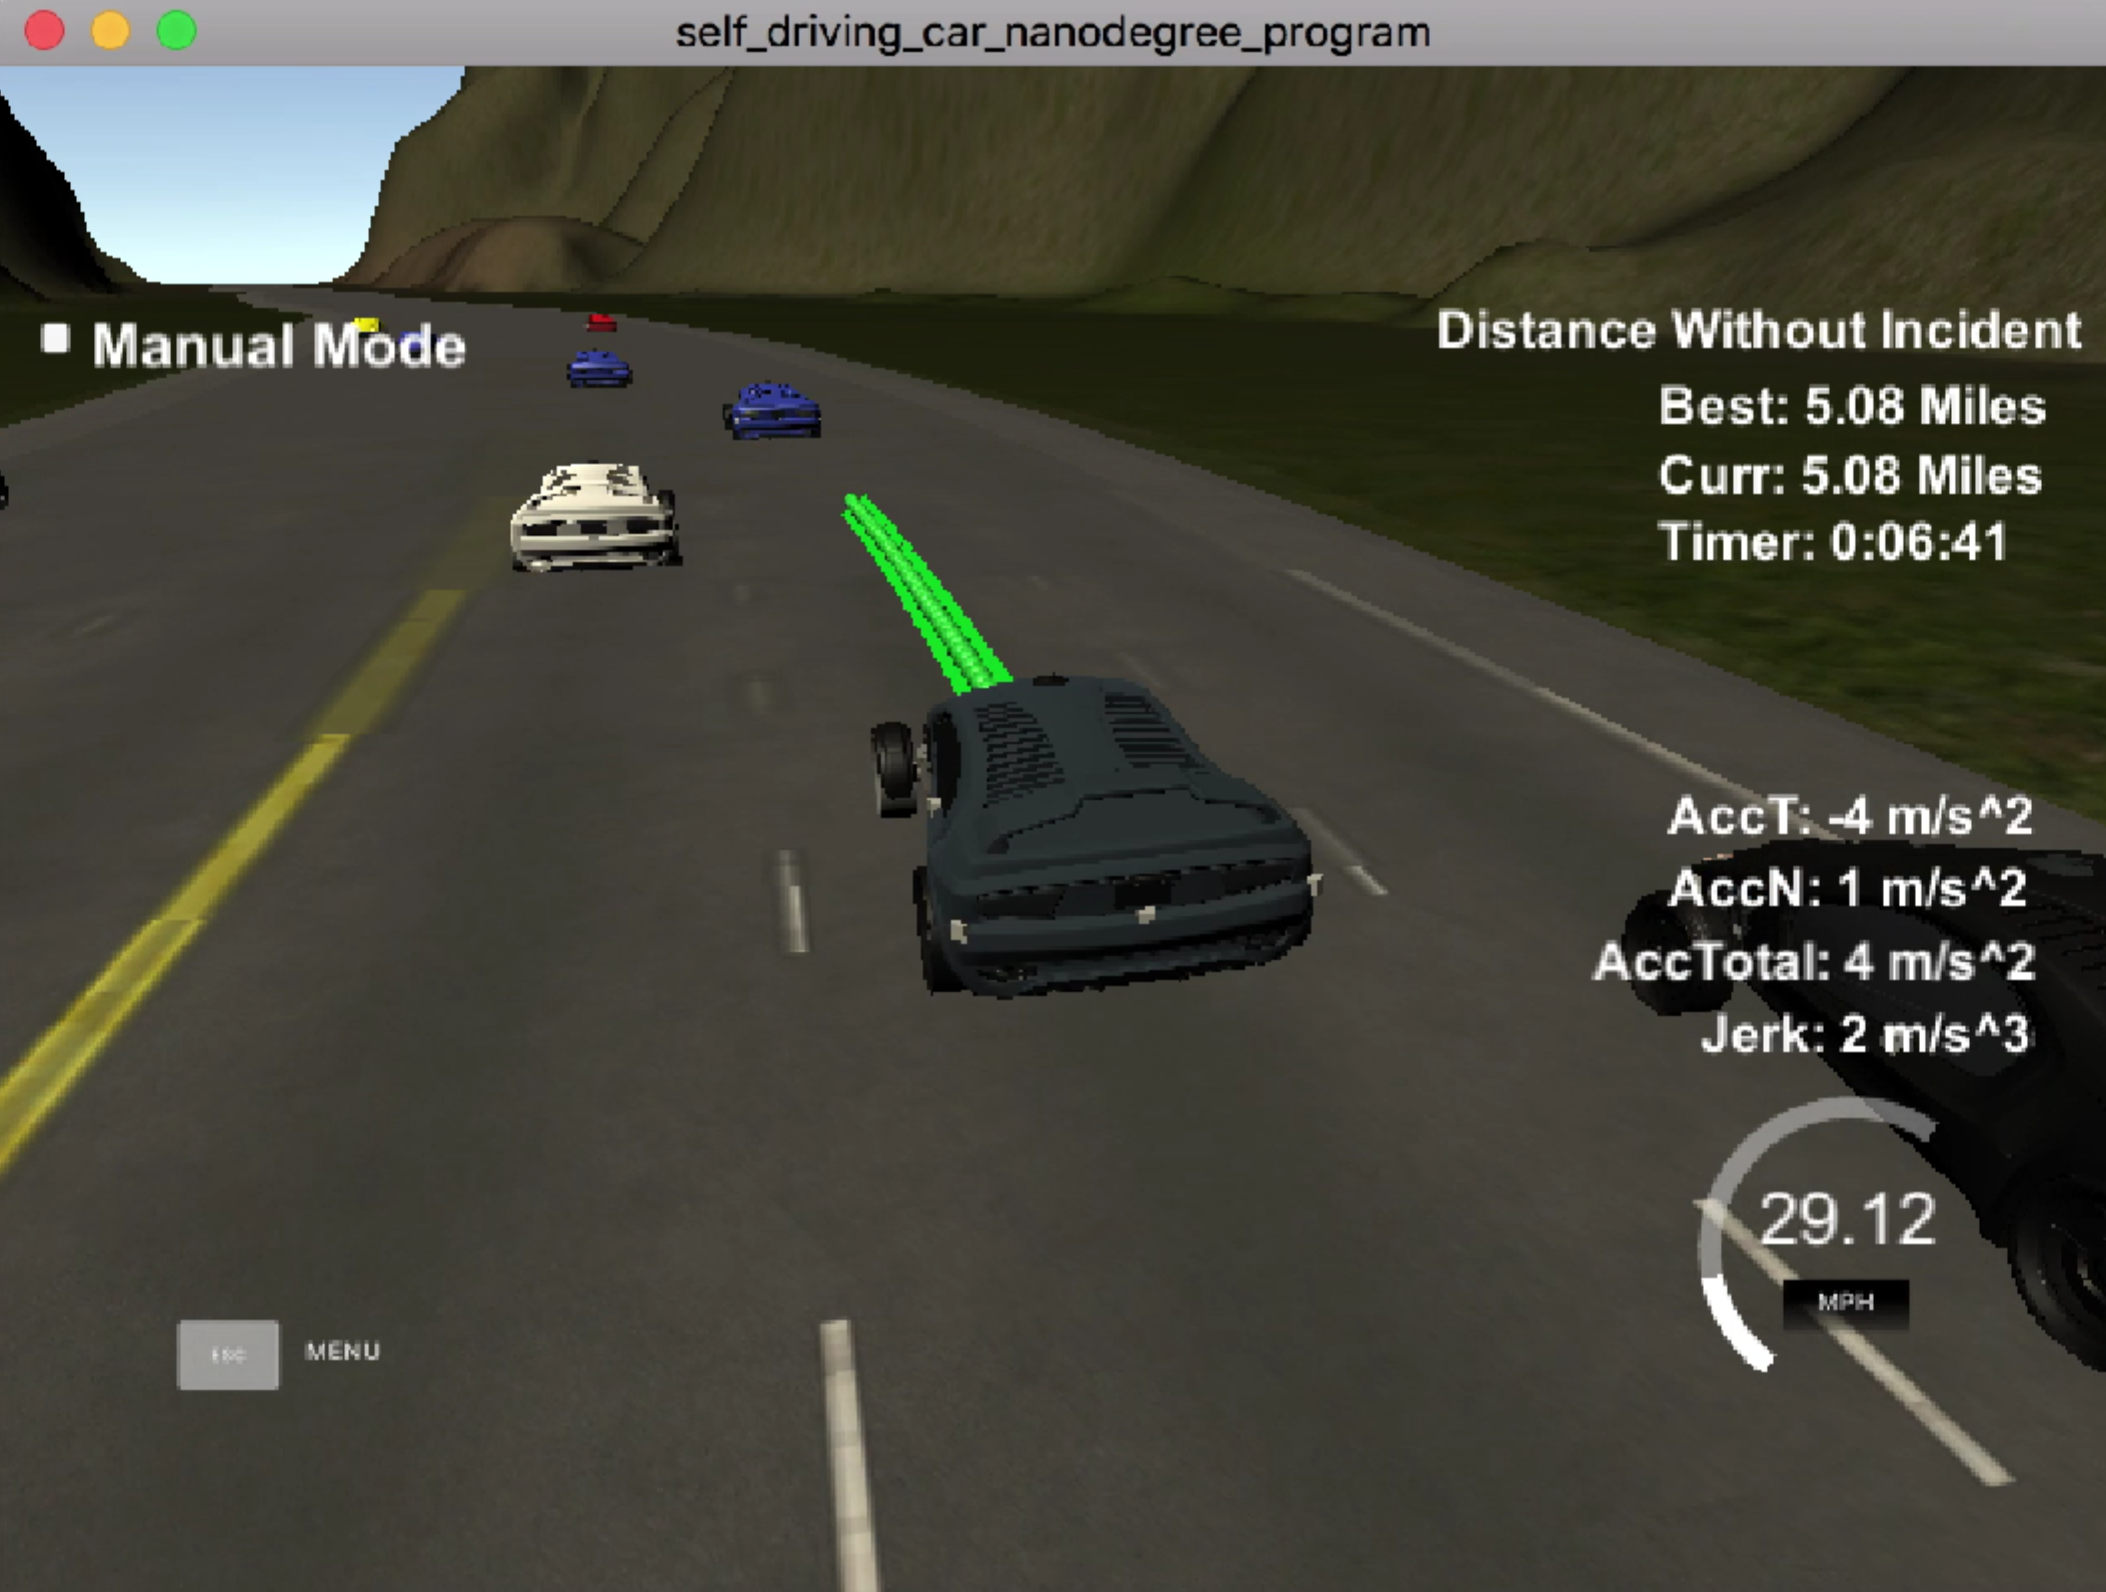 self_driving_car_nanodegree_program
Manual Mode
Distance Without Incident
Best: 5.08 Miles
Curr: 5.08 Miles
Timer: 0:06:41
AccT: -4 m/s^2
AccN: 1 m/s^2
AccTotal: 4 m/s^2
Jerk: 2 m/s^3
29.12
MPH
ESC MENU